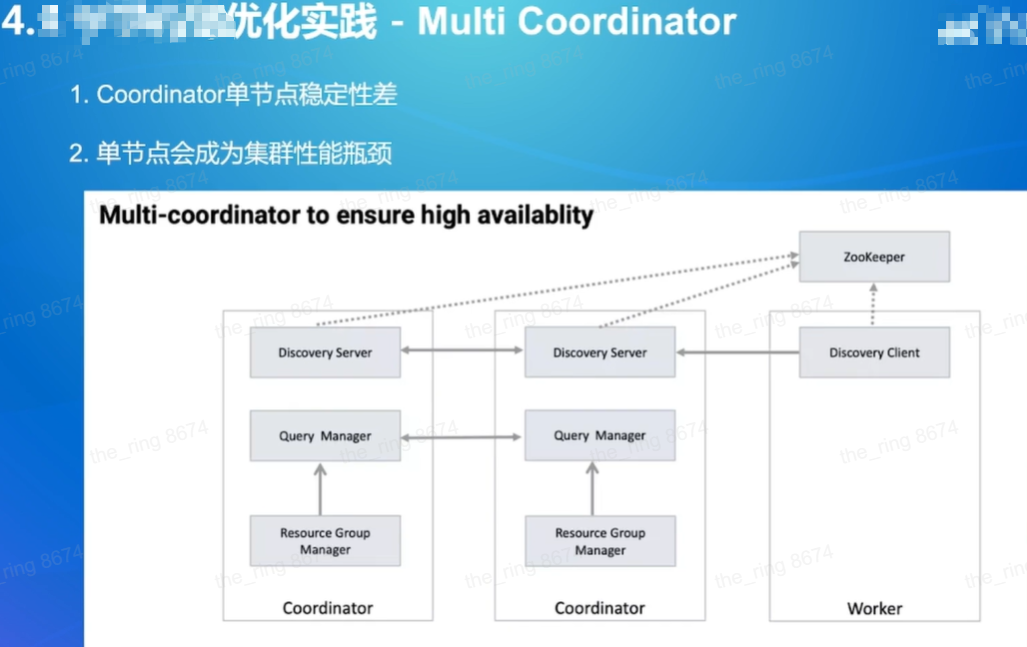 4.
优化实践 - Multi Coordinator
1. Coordinator单节点稳定性差
2. 单节点会成为集群性能瓶颈
Multi-coordinator to ensure high availablity
ZooKeeper
Discovery Server
Discovery Server
Discovery Client
Query Manager
Query Manager
Resource Group
Manager
Resource Group
Manager
Coordinator
Coordinator
Worker
the_ring 8674